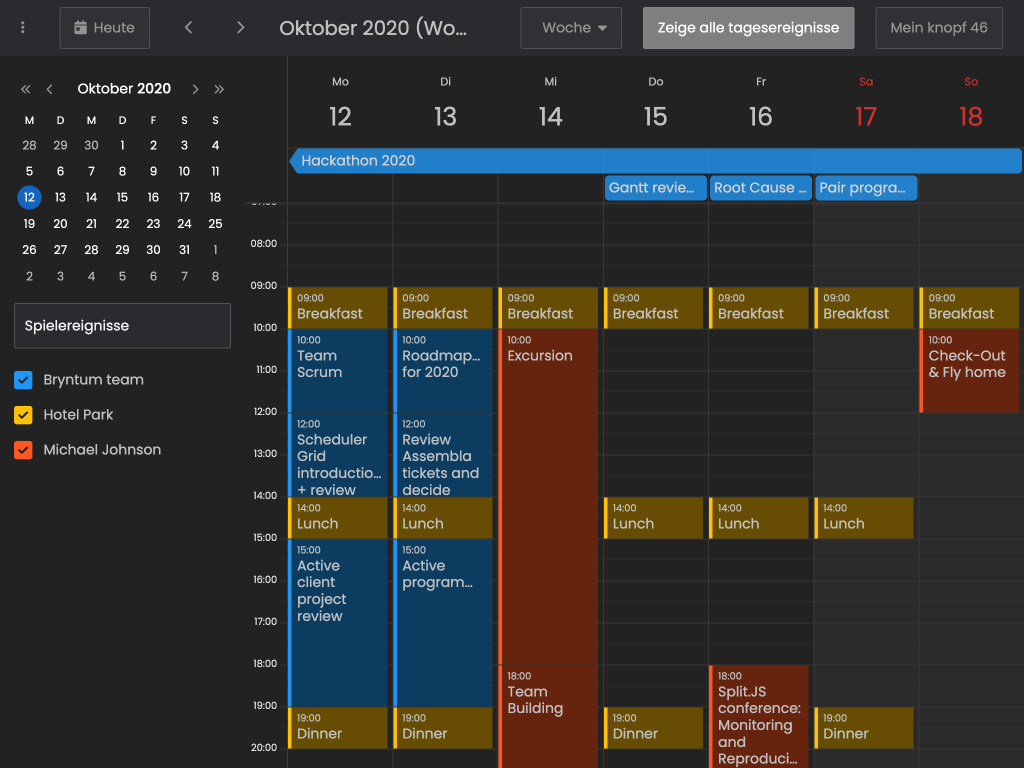 Heute
Oktober 2020 (Wo...
Woche
Zeige alle tagesereignisse
Mein knopf 46
Oktober 2020
M D M D F S S
28 29 30 1 2 3 4
5 6 7 8 9 10 11
12 13 14 15 16 17 18
19 20 21 22 23 24 25
26 27 28 29 30 31 1
2 3 4 5 6 7 8
Spielereignisse
Bryntum team
Hotel Park
Michael Johnson
Mo Di Mi Do Fr Sa So
12 13 14 15 16 17 18
Hackathon 2020
Gantt revie...
Root Cause ...
Pair progra...
07:00
08:00
09:00
10:00
11:00
12:00
13:00
14:00
15:00
16:00
17:00
18:00
19:00
20:00
09:00
Breakfast
10:00
Team
Scrum
12:00
Scheduler
Grid
introductio...
+ review
14:00
Lunch
15:00
Active
client
project
review
19:00
Dinner
09:00
Breakfast
10:00
Roadmap...
for 2020
12:00
Review
Assembla
tickets and
decide
14:00
Lunch
15:00
Active
program...
19:00
Dinner
09:00
Breakfast
10:00
Excursion
18:00
Team
Building
09:00
Breakfast
14:00
Lunch
19:00
Dinner
09:00
Breakfast
14:00
Lunch
18:00
Split.JS
conference:
Monitoring
and
Reproduci...
09:00
Breakfast
14:00
Lunch
19:00
Dinner
09:00
Breakfast
10:00
Check-Out
& Fly home